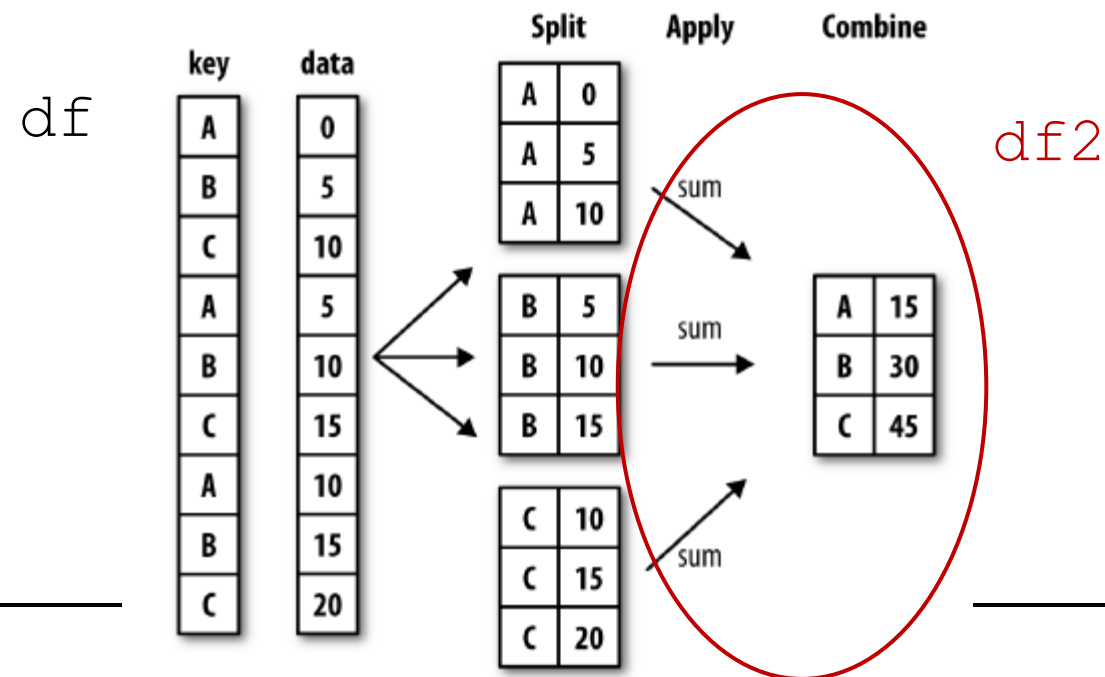 Split Apply Combine
key data
df
df2
A 0
B 5
C 10
A 5
B 10
C 15
A 10
B 15
C 20
A 0
A 5
A 10
B 5
B 10
B 15
C 10
C 15
C 20
sum
sum
sum
A 15
B 30
C 45